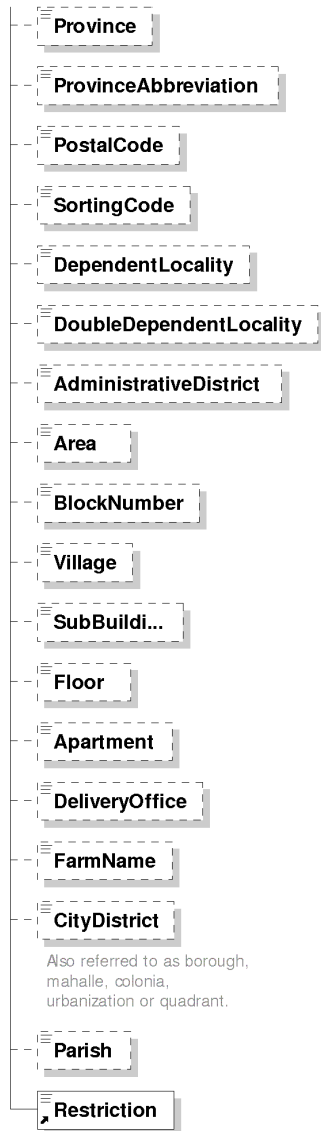 Province
ProvinceAbbreviation
PostalCode
SortingCode
DependentLocality
DoubleDependentLocality
AdministrativeDistrict
Area
BlockNumber
Village
SubBuildi...
Floor
Apartment
DeliveryOffice
FarmName
CityDistrict
Also referred to as borough,
mahalle, colonia,
urbanization or quadrant.
Parish
Restriction